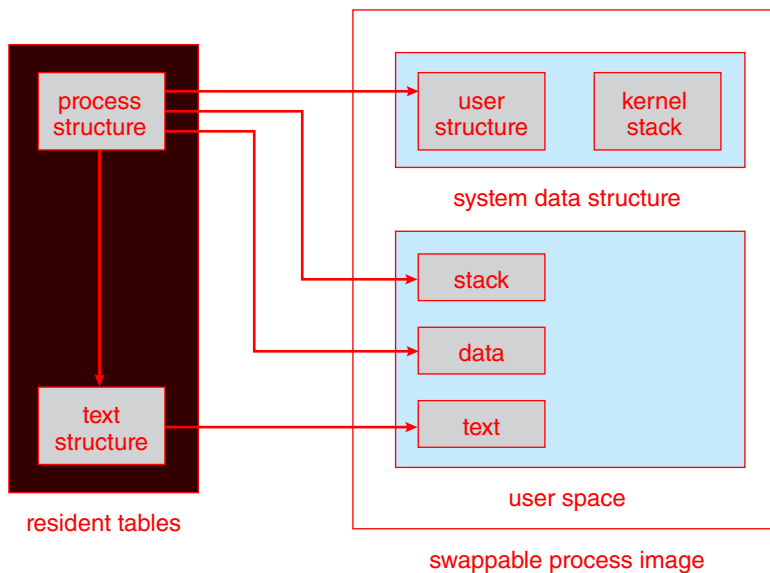 process
structure
user
structure
kernel
stack
system data structure
stack
data
text
structure
text
user space
resident tables
swappable process image